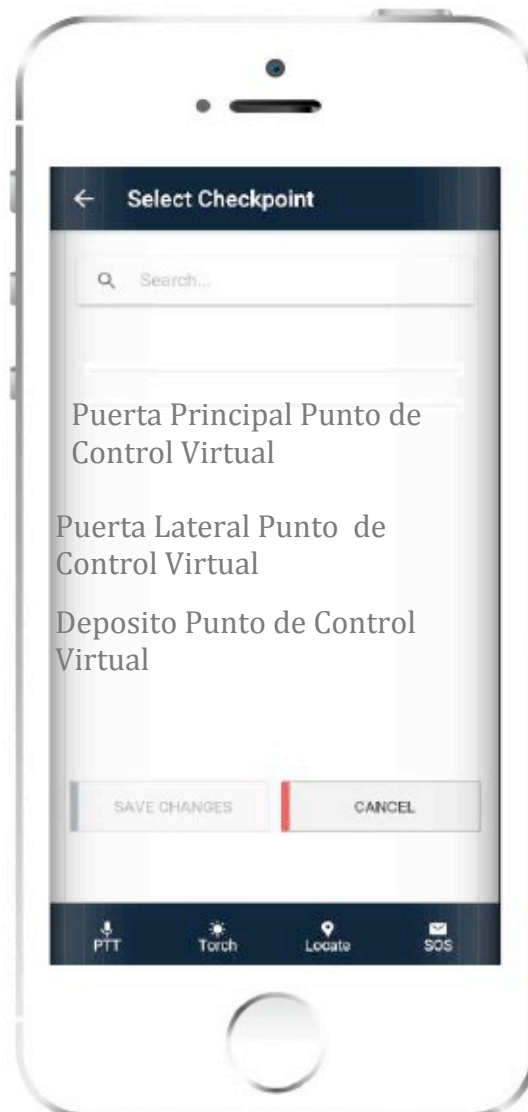 Select Checkpoint
Search...
Puerta Principal Punto de
Control Virtual
Puerta Lateral Punto de
Control Virtual
Deposito Punto de Control
Virtual
SAVE CHANGES
CANCEL
PTT
Torch
Locate
SOS